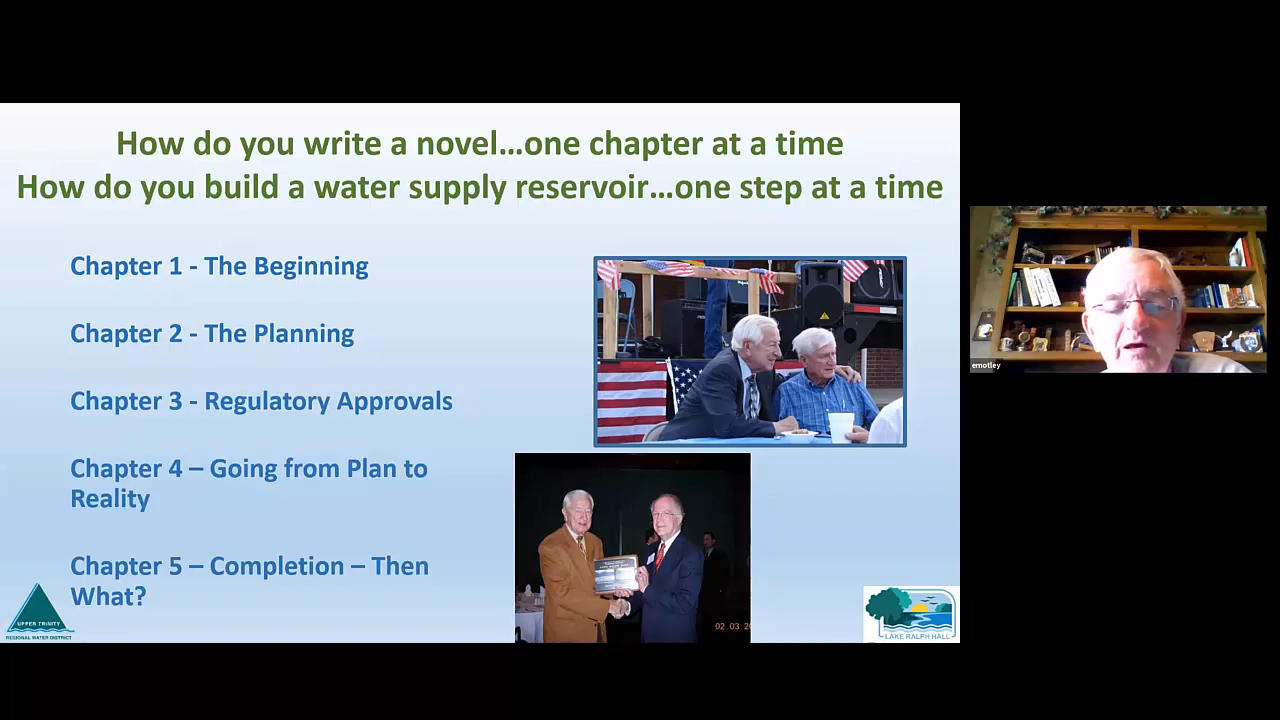 How do you write a novel…one chapter at a time
How do you build a water supply reservoir…one step at a time
Chapter 1 - The Beginning
Chapter 2 - The Planning
Chapter 3 - Regulatory Approvals
Chapter 4 – Going from Plan to
Reality
Chapter 5 – Completion – Then
What?
UPPER TRINITY
REGIONAL WATER DISTRICT
02.03
LAKE RALPH HALL
emotley